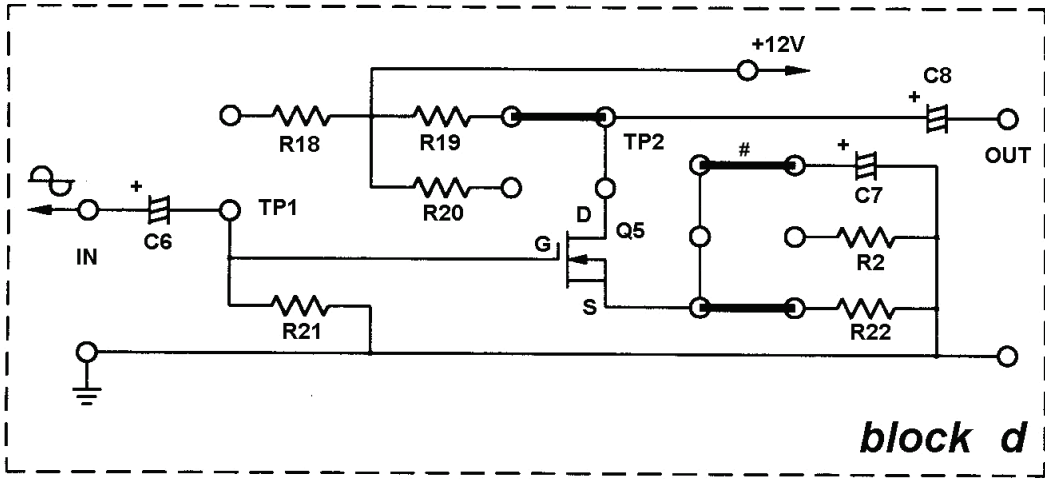 +12V
C8
+
R18
R19
TP2
OUT
#
+
C7
R20
+
TP1
D
Q5
IN
C6
G
R2
R21
S
R22
block d